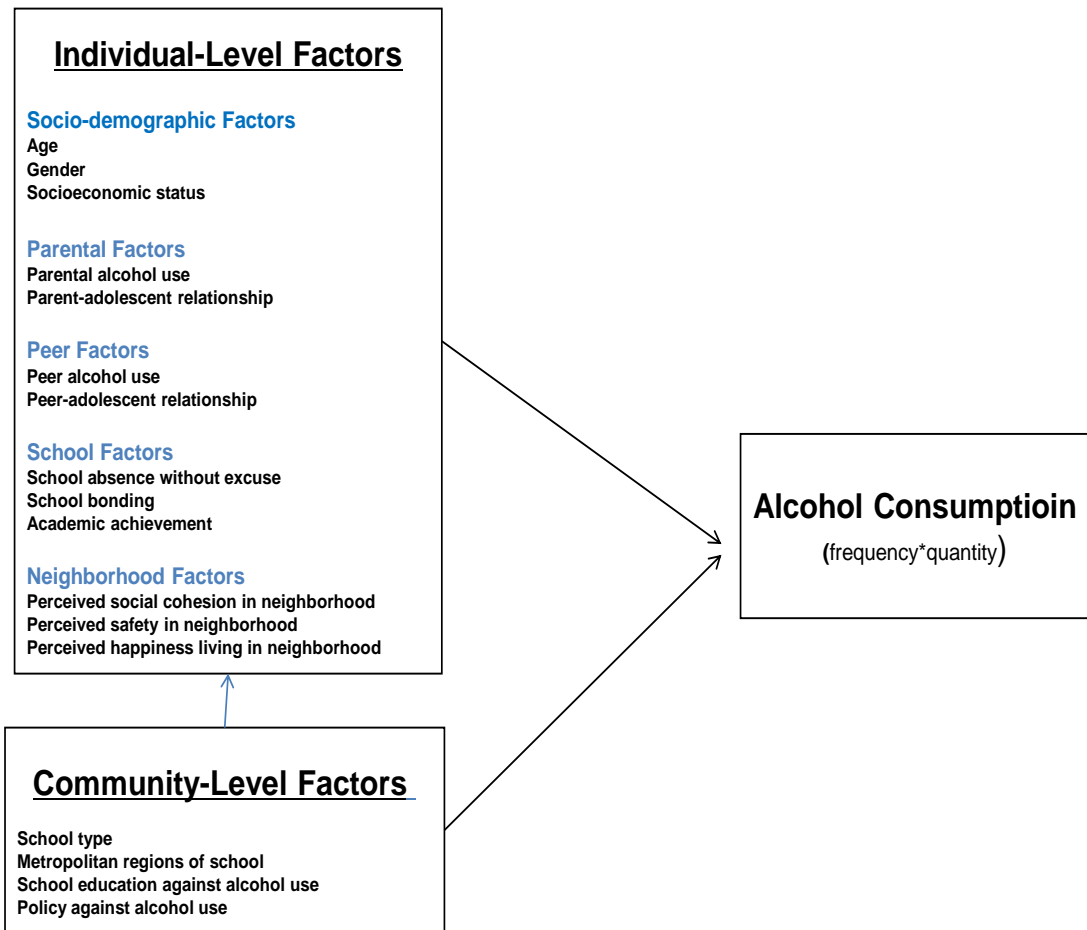 Individual-Level Factors
Socio-demographic Factors
Age
Gender
Socioeconomic status
Parental Factors
Parental alcohol use
Parent-adolescent relationship
Peer Factors
Peer alcohol use
Peer-adolescent relationship
School Factors
School absence without excuse
School bonding
Academic achievement
Neighborhood Factors
Perceived social cohesion in neighborhood
Perceived safety in neighborhood
Perceived happiness living in neighborhood
Community-Level Factors
School type
Metropolitan regions of school
School education against alcohol use
Policy against alcohol use
Alcohol Consumptioin
(frequency*quantity)